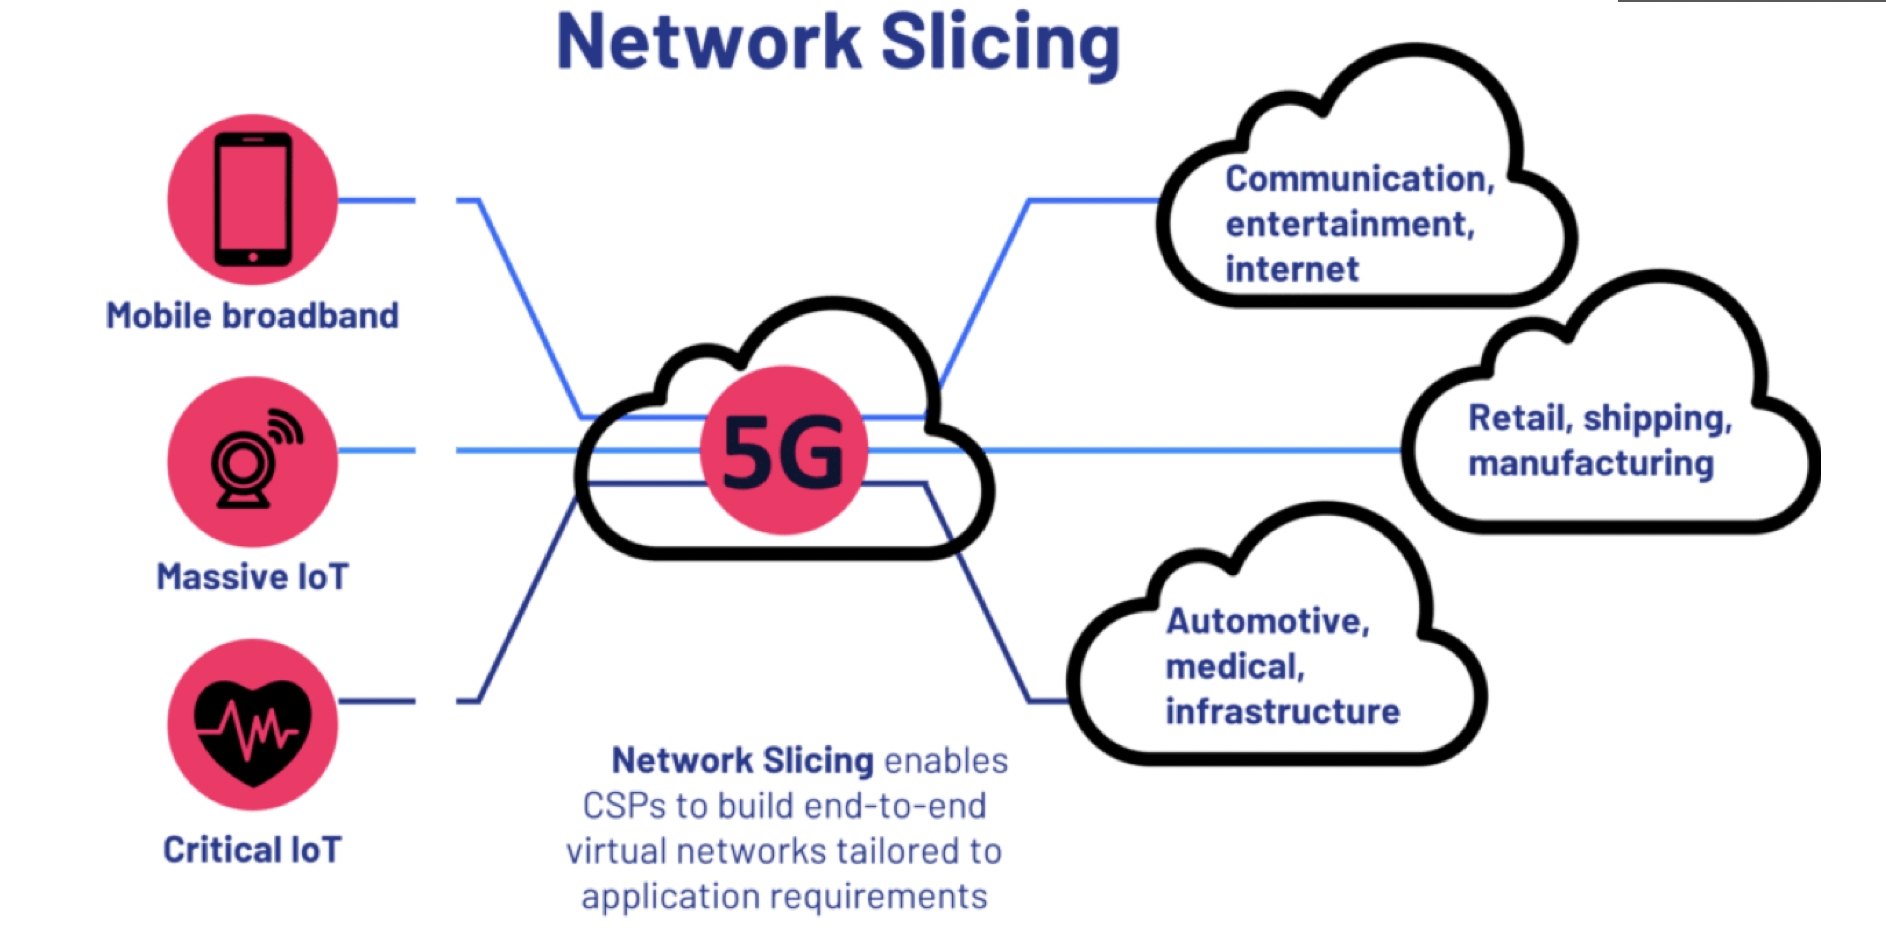 Network Slicing
Mobile broadband
Massive IoT
Critical IoT
5G
Communication,
entertainment,
internet
Retail, shipping,
manufacturing
Automotive,
medical,
infrastructure
Network Slicing enables
CSPs to build end-to-end
virtual networks tailored to
application requirements